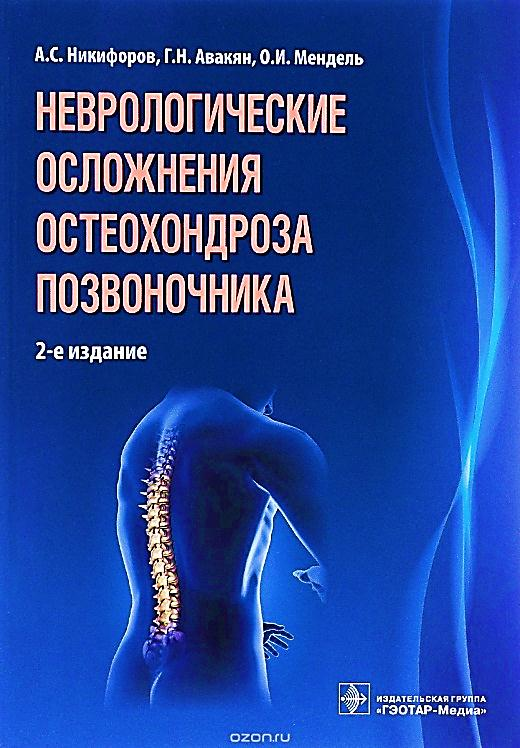 А.С. Никифоров, Г.Н. Авакян, О.И. Мендель
НЕВРОЛОГИЧЕСКИЕ
ОСЛОЖНЕНИЯ
ОСТЕОХОНДРОЗА
ПОЗВОНОЧНИКА
2-е издание
ИЗДАТЕЛЬСКАЯ ГРУППА
«ГЭОТАР-Медиа»
ozon.ru